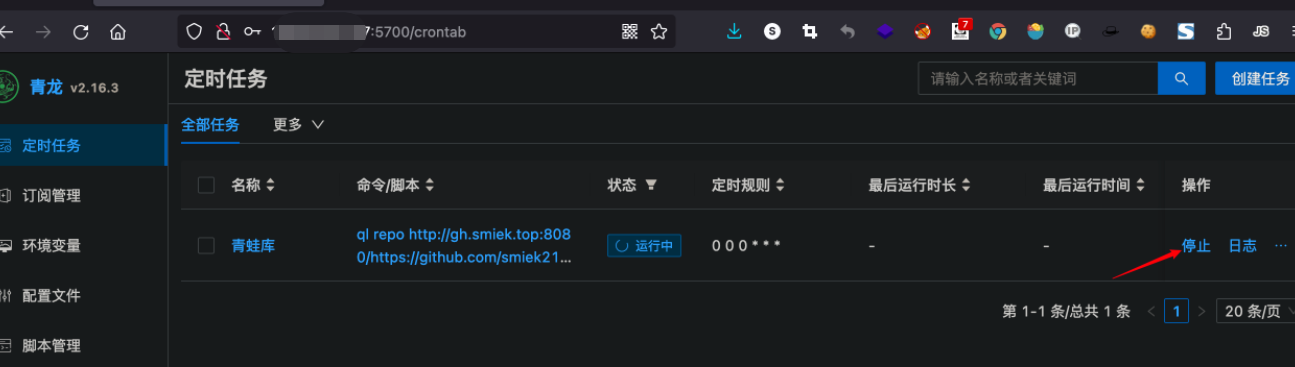 7:5700/crontab
7
IP
S
JS
青龙 v2.16.3
定时任务
请输入名称或者关键词
创建任务
定时任务
订阅管理
环境变量
配置文件
脚本管理
全部任务 更多
名称 命令/脚本 状态 定时规则 最后运行时长 最后运行时间 操作
青蛙库 ql repo http://gh.smiek.top:808 运行中 0 0 0 * * * - - 停止 日志 ...
0/https://github.com/smiek21...
第 1-1 条/总共 1 条 < 1 > 20 条/页